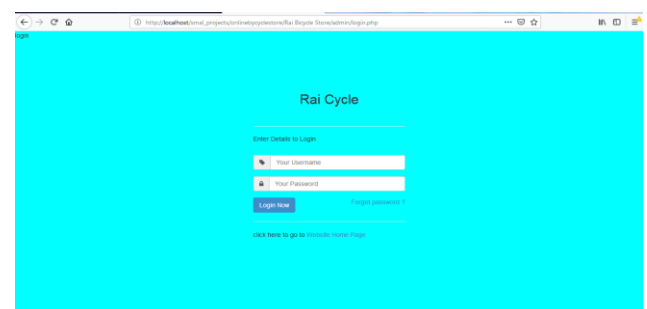 http://localhost/smal_projects/onlinebycyclestore/Rai Bicycle Store/admin/login.php
login
Rai Cycle
Enter Details to Login
Your Username
Your Password
Login Now
Forget password ?
click here to go to Website Home Page